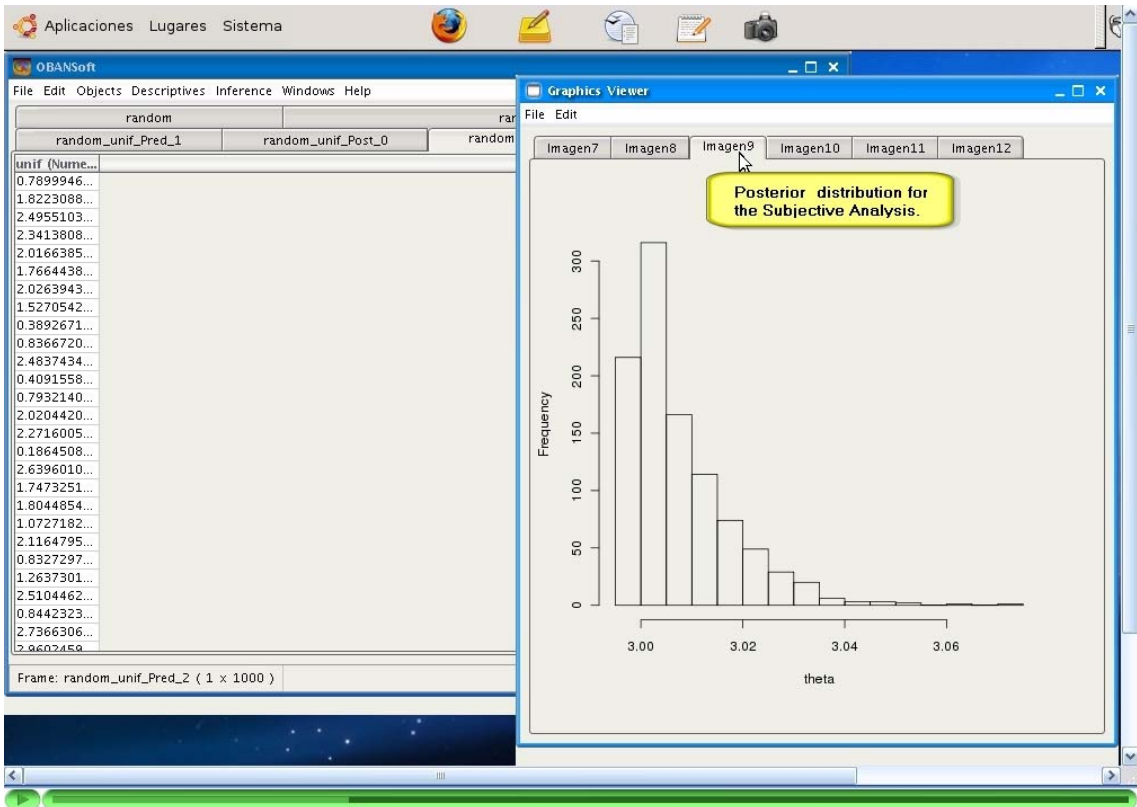 Aplicaciones Lugares Sistema
OBANSoft
File Edit Objects Descriptives Inference Windows Help
random
ran
random_unif_Pred_1 random_unif_Post_0 random
unif (Nume...
0.7899946...
1.8223088...
2.4955103...
2.3413808...
2.0166385...
1.7664438...
2.0263943...
1.5270542...
0.3892671...
0.8366720...
2.4837434...
0.4091558...
0.7932140...
2.0204420...
2.2716005...
0.1864508...
2.6396010...
1.7473251...
1.8044854...
1.0727182...
2.1164795...
0.8327297...
1.2637301...
2.5104462...
0.8442323...
2.7366306...
2.9602459
Frame: random_unif_Pred_2 ( 1 x 1000 )
Graphics Viewer
File Edit
Imagen7 Imagen8 Imagen9 Imagen10 Imagen11 Imagen12
Posterior distribution for
the Subjective Analysis.
Frequency
300
250
200
150
100
50
0
3.00 3.02 3.04 3.06
theta